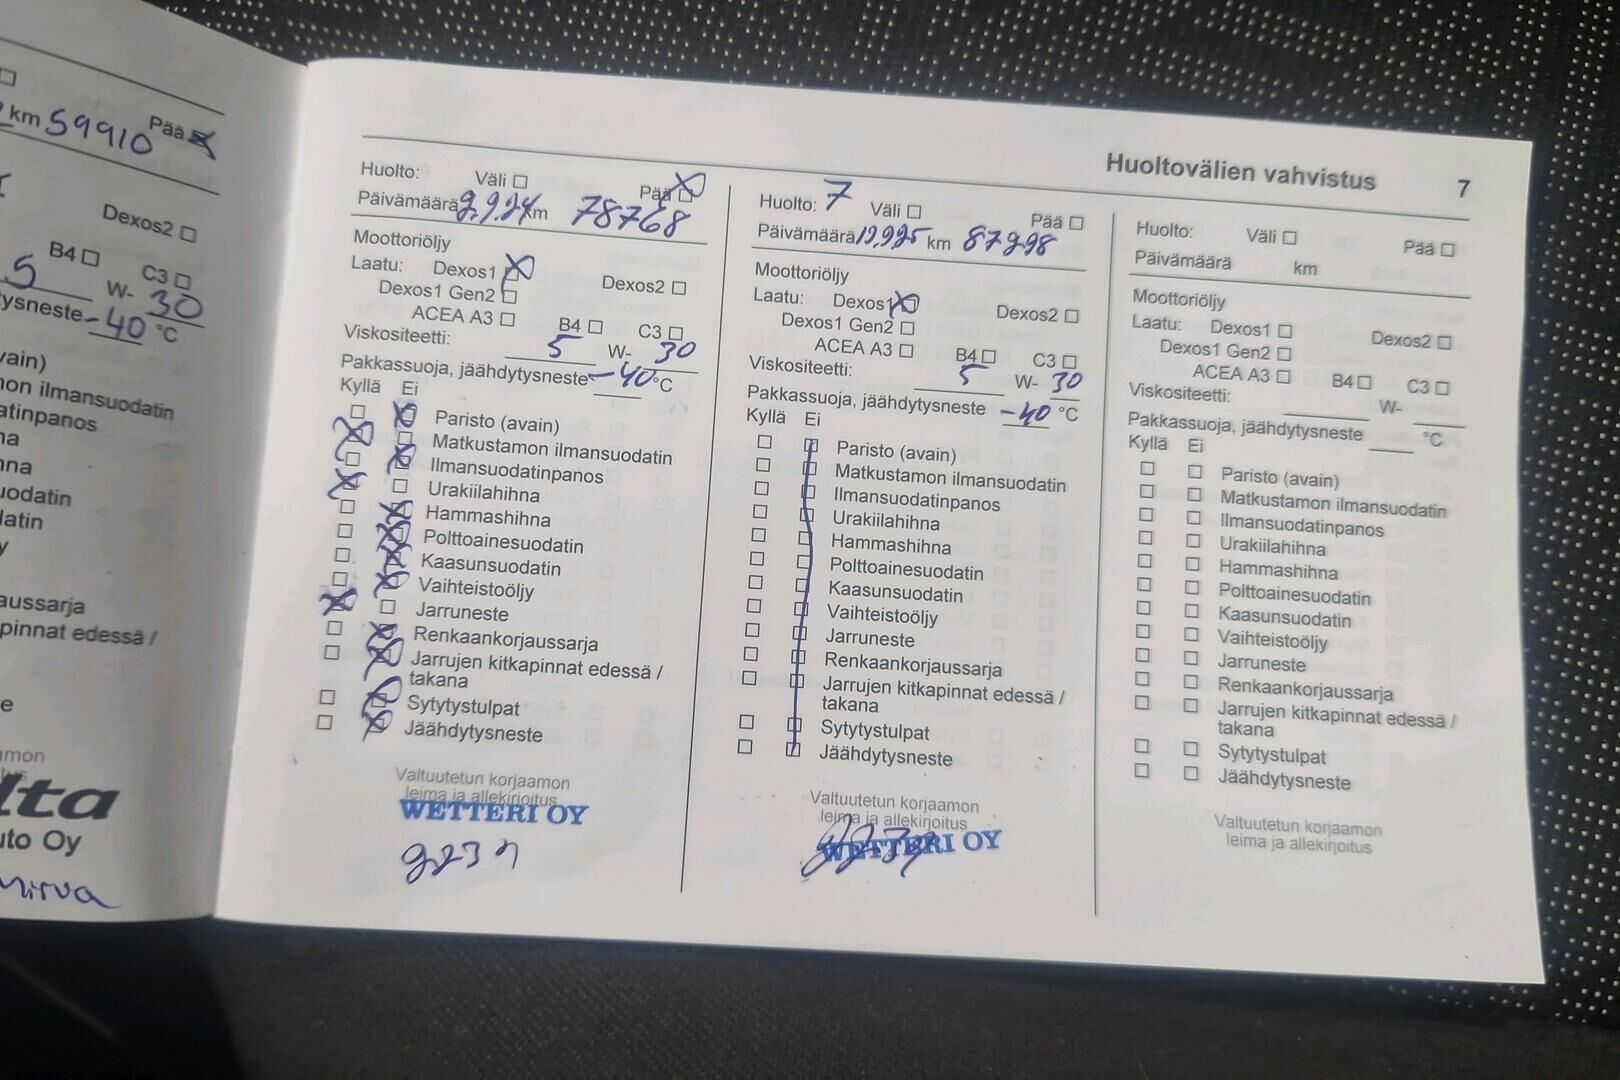 km 59910 Pää
Dexos2
B4 C3
5 W- 30
-40 °C
on ilmansuodatin
atinpanos
aussarja
pinnat edessä /
lta
uto Oy
Mirva
Huoltovälien vahvistus 7
Huolto: Väli Pää
Päivämäärä 9.9.24 km 78768
Moottoriöljy
Laatu: Dexos1 Dexos2
Dexos1 Gen2
ACEA A3 B4 C3
Viskositeetti: 5 W- 30
Pakkassuoja, jäähdytysneste -40 °C
Kyllä Ei
Paristo (avain)
Matkustamon ilmansuodatin
Ilmansuodatinpanos
Urakiilahihna
Hammashihna
Polttoainesuodatin
Kaasunsuodatin
Vaihteistoöljy
Jarruneste
Renkaankorjaussarja
Jarrujen kitkapinnat edessä /
takana
Sytytystulpat
Jäähdytysneste
Valtuutetun korjaamon
leima ja allekirjoitus
WETTERI OY
Huolto: 7 Väli Pää
Päivämäärä km 87298
Moottoriöljy
Laatu: Dexos1 Dexos2
Dexos1 Gen2
ACEA A3 B4 C3
Viskositeetti: 5 W- 30
Pakkassuoja, jäähdytysneste -40 °C
Kyllä Ei
Paristo (avain)
Matkustamon ilmansuodatin
Ilmansuodatinpanos
Urakiilahihna
Hammashihna
Polttoainesuodatin
Kaasunsuodatin
Vaihteistoöljy
Jarruneste
Renkaankorjaussarja
Jarrujen kitkapinnat edessä /
takana
Sytytystulpat
Jäähdytysneste
Valtuutetun korjaamon
leima ja allekirjoitus
WETTERI OY
Huolto: Väli Pää
Päivämäärä km
Moottoriöljy
Laatu: Dexos1 Dexos2
Dexos1 Gen2
ACEA A3 B4 C3
Viskositeetti: W-
Pakkassuoja, jäähdytysneste °C
Kyllä Ei
Paristo (avain)
Matkustamon ilmansuodatin
Ilmansuodatinpanos
Urakiilahihna
Hammashihna
Polttoainesuodatin
Kaasunsuodatin
Vaihteistoöljy
Jarruneste
Renkaankorjaussarja
Jarrujen kitkapinnat edessä /
takana
Sytytystulpat
Jäähdytysneste
Valtuutetun korjaamon
leima ja allekirjoitus